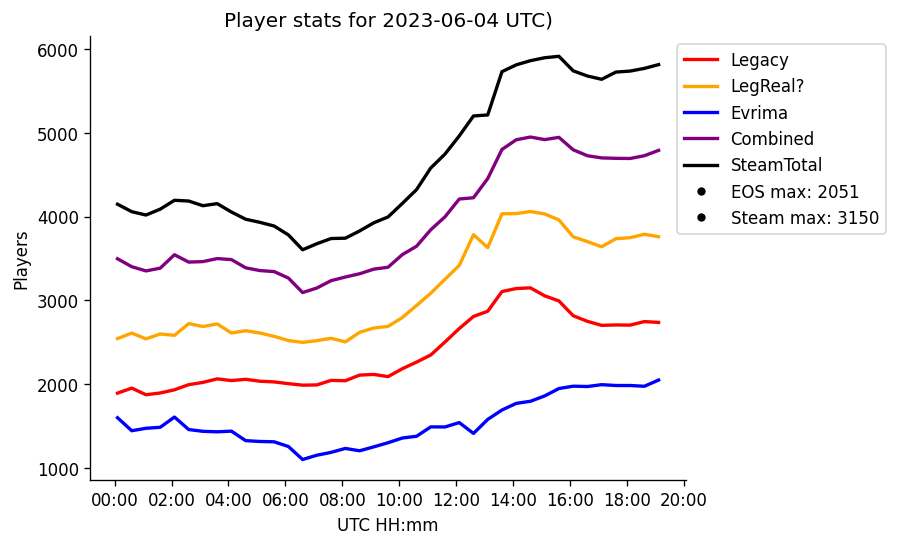 Player stats for 2023-06-04 UTC)
Players
6000
5000
4000
3000
2000
1000
00:00 02:00 04:00 06:00 08:00 10:00 12:00 14:00 16:00 18:00 20:00
UTC HH:mm
Legacy
LegReal?
Evrima
Combined
SteamTotal
EOS max: 2051
Steam max: 3150